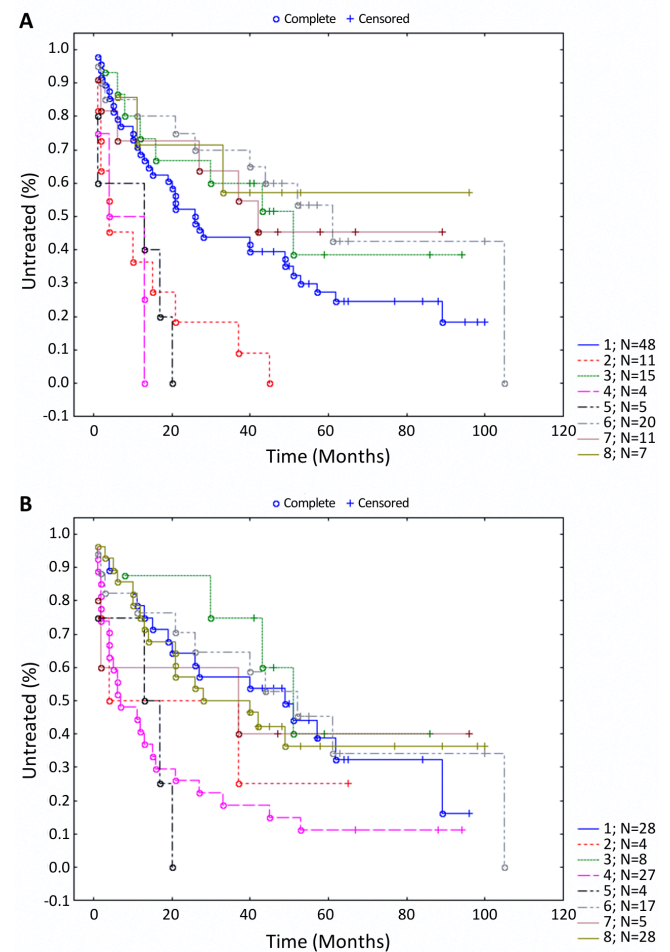 A
Complete Censored
1.0
0.9
0.8
0.7
0.6
0.5
0.4
0.3
0.2
0.1
0.0
-0.1
Untreated (%)
0 20 40 60 80 100 120
Time (Months)
1; N=48
2; N=11
3; N=15
4; N=4
5; N=5
6; N=20
7; N=11
8; N=7
B
Complete Censored
1.0
0.9
0.8
0.7
0.6
0.5
0.4
0.3
0.2
0.1
0.0
-0.1
Untreated (%)
0 20 40 60 80 100 120
Time (Months)
1; N=28
2; N=4
3; N=8
4; N=27
5; N=4
6; N=17
7; N=5
8; N=28